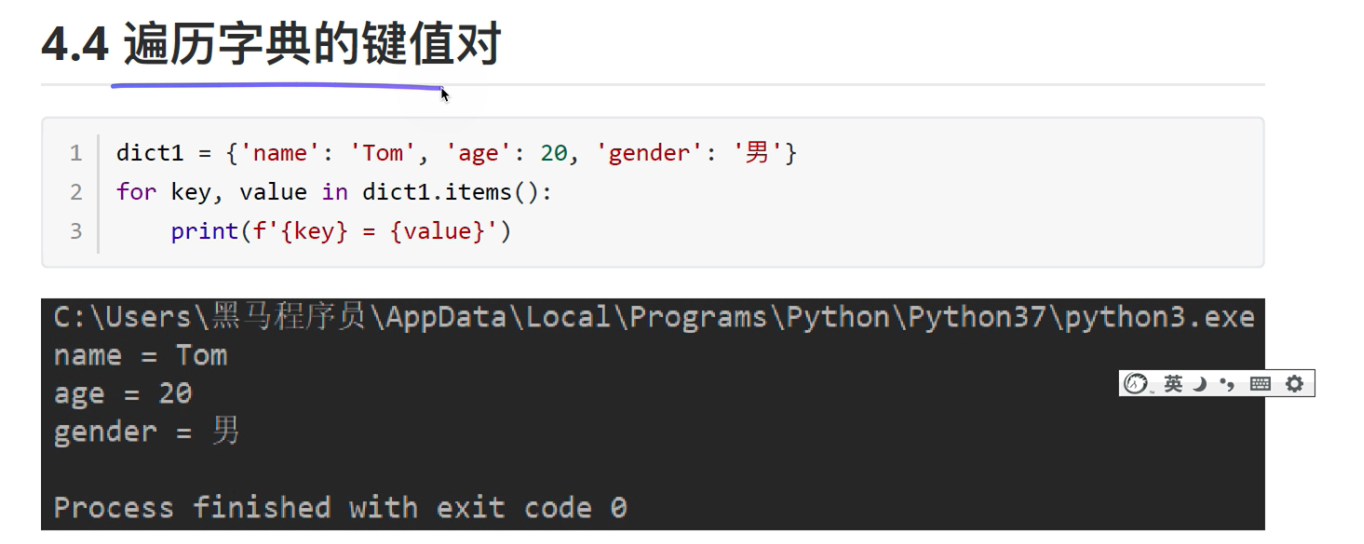 4.4 遍历字典的键值对
1 dict1 = {'name': 'Tom', 'age': 20, 'gender': '男'}
2 for key, value in dict1.items():
3     print(f'{key} = {value}')
C:\Users\黑马程序员\AppData\Local\Programs\Python\Python37\python3.exe
name = Tom
age = 20
英
gender = 男
Process finished with exit code 0